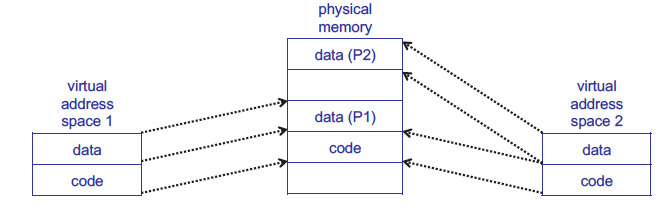 physical
memory
data (P2)
virtual
address
space 1
data (P1)
virtual
address
space 2
data
code
data
code
code